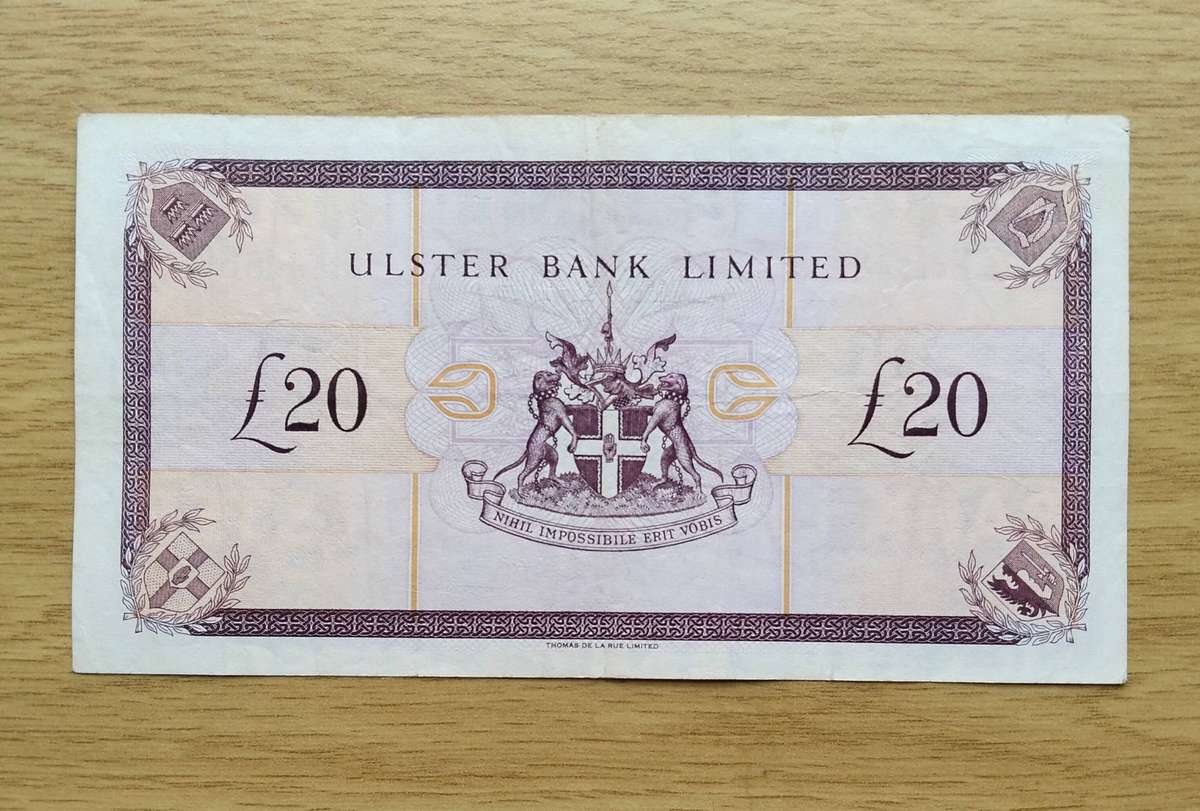 ULSTER BANK LIMITED
£20 £20
NIHIL IMPOSSIBILE ERIT VOBIS
THOMAS DE LA RUE LIMITED